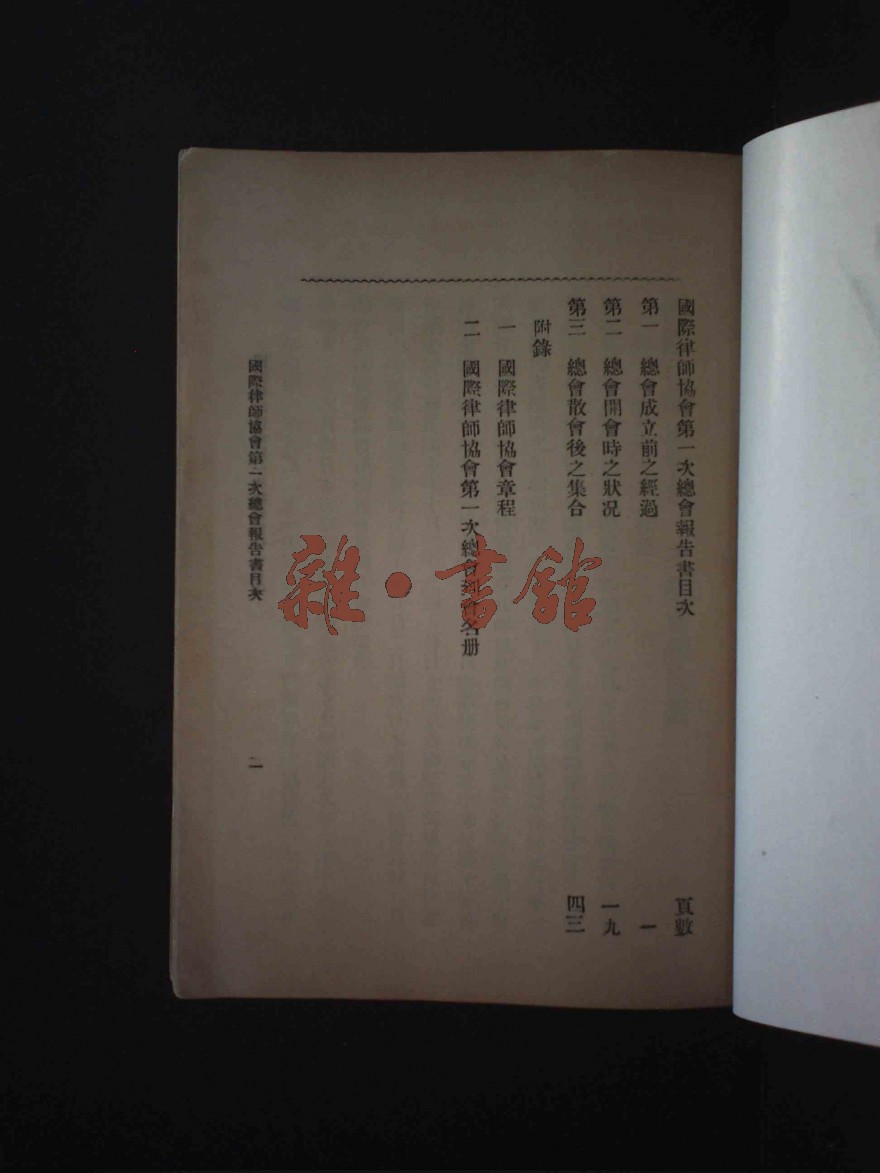 國際律師協會第一次總會報告書目次 頁數
第一 總會成立前之經過 一
第二 總會開會時之狀况 一九
第三 總會散會後之集合 四三
附錄
一 國際律師協會章程
二 國際律師協會第一次總會到會名册
國際律師協會第一次總會報告書目次 一
雜·書館